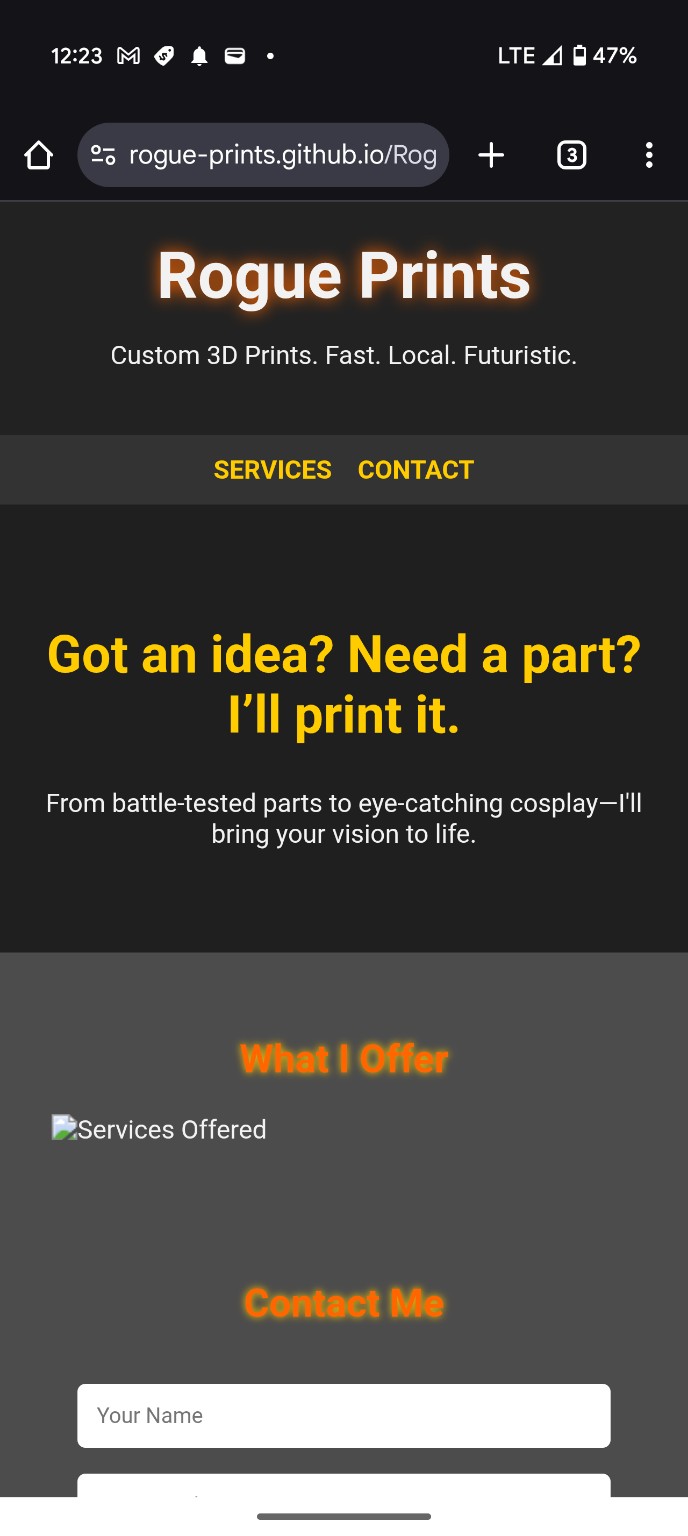 12:23
LTE 47%
rogue-prints.github.io/Rog
3
Rogue Prints
Custom 3D Prints. Fast. Local. Futuristic.
SERVICES CONTACT
Got an idea? Need a part?
I’ll print it.
From battle-tested parts to eye-catching cosplay—I'll
bring your vision to life.
What I Offer
Services Offered
Contact Me
Your Name